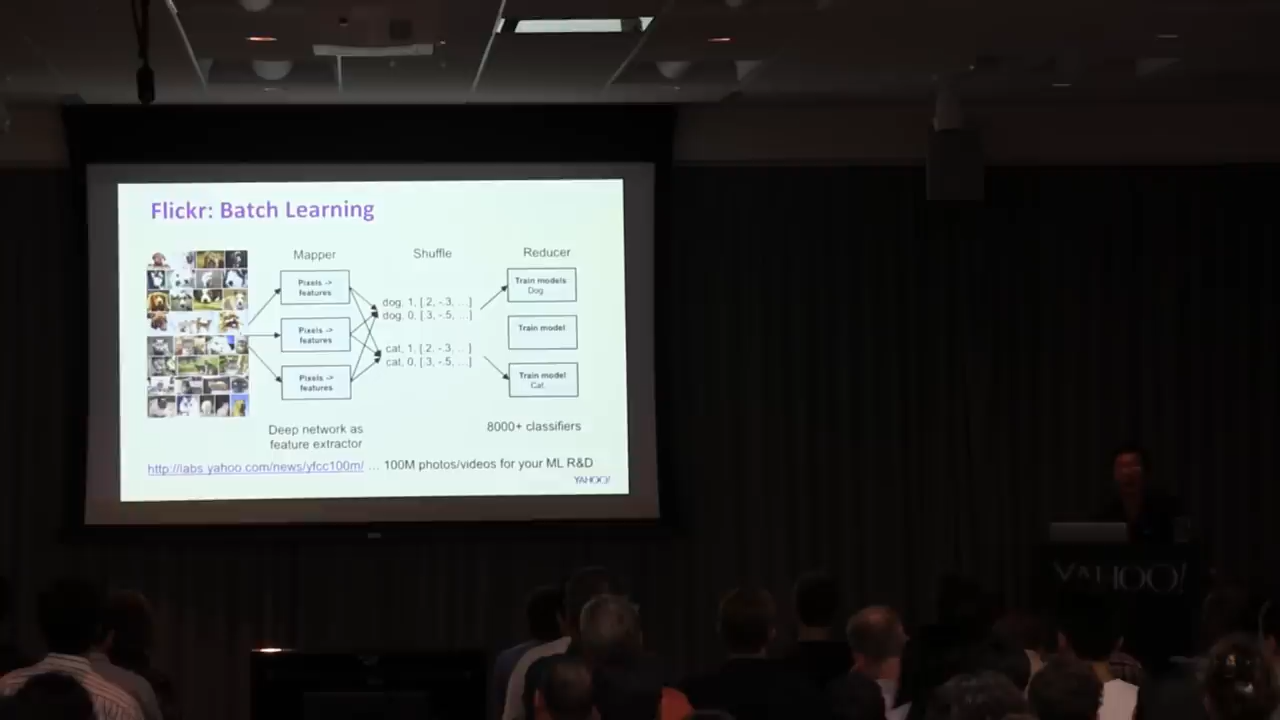 Flickr: Batch Learning
Mapper
Shuffle
Reducer
Pixels ->
features
Pixels ->
features
Pixels ->
features
dog, 1, [.2, -.3, ...]
dog, 0, [.3, -.5, ...]
cat, 1, [.2, -.3, ...]
cat, 0, [.3, -.5, ...]
Train models
Dog
Train model
Train model
Cat
Deep network as
feature extractor
8000+ classifiers
http://labs.yahoo.com/news/yfcc100m/ ... 100M photos/videos for your ML R&D
YAHOO!
YAHOO!